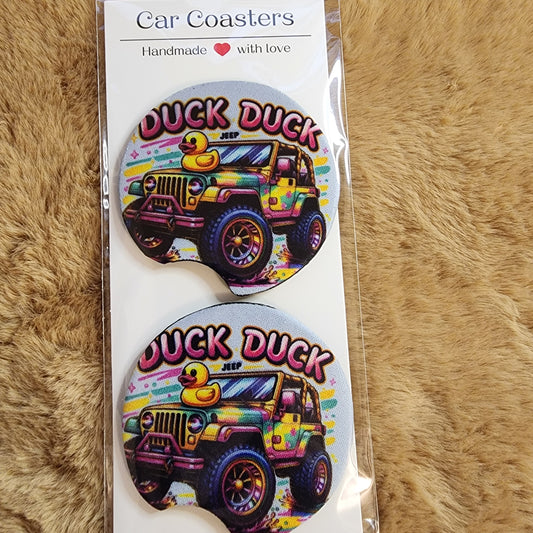 Car Coasters
Handmade ❤ with love
DUCK DUCK
JEEP
DUCK DUCK
JEEP